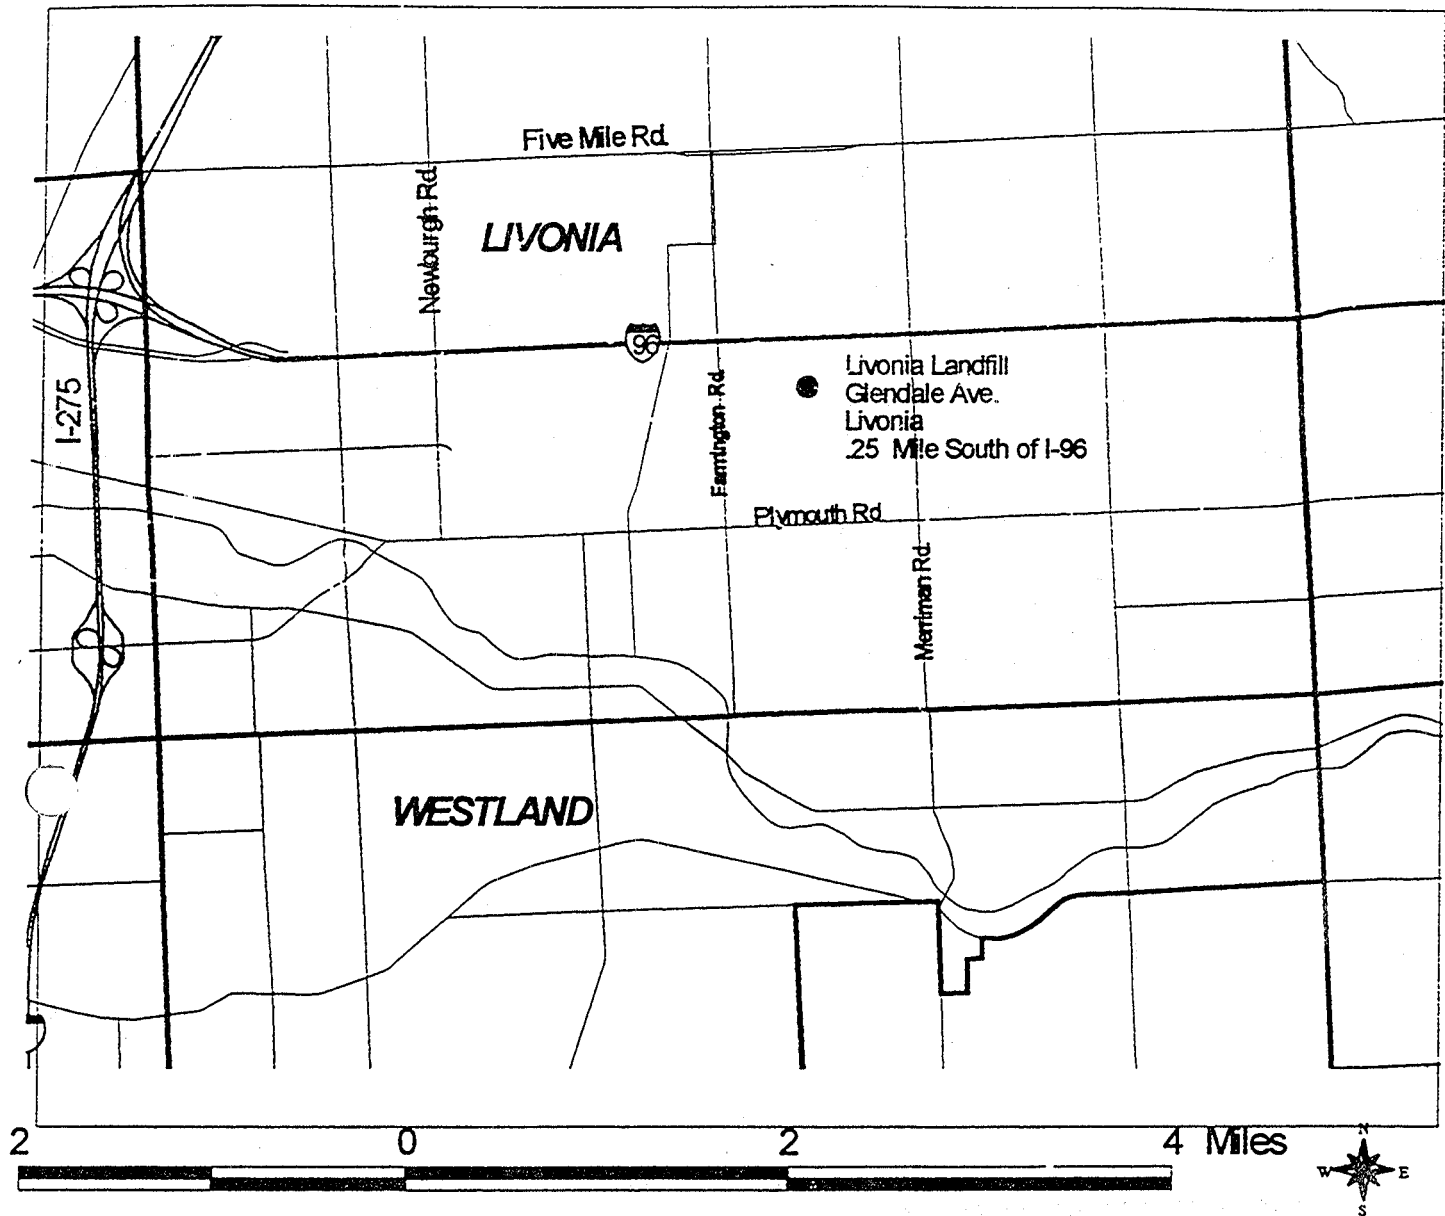 Five Mile Rd.
Newburgh Rd.
LIVONIA
96
I-275
Livonia Landfill
Glendale Ave.
Livonia
.25 Mile South of I-96
Farmington Rd.
Plymouth Rd
Merriman Rd.
WESTLAND
2 0 2 4 Miles
N
W E
S